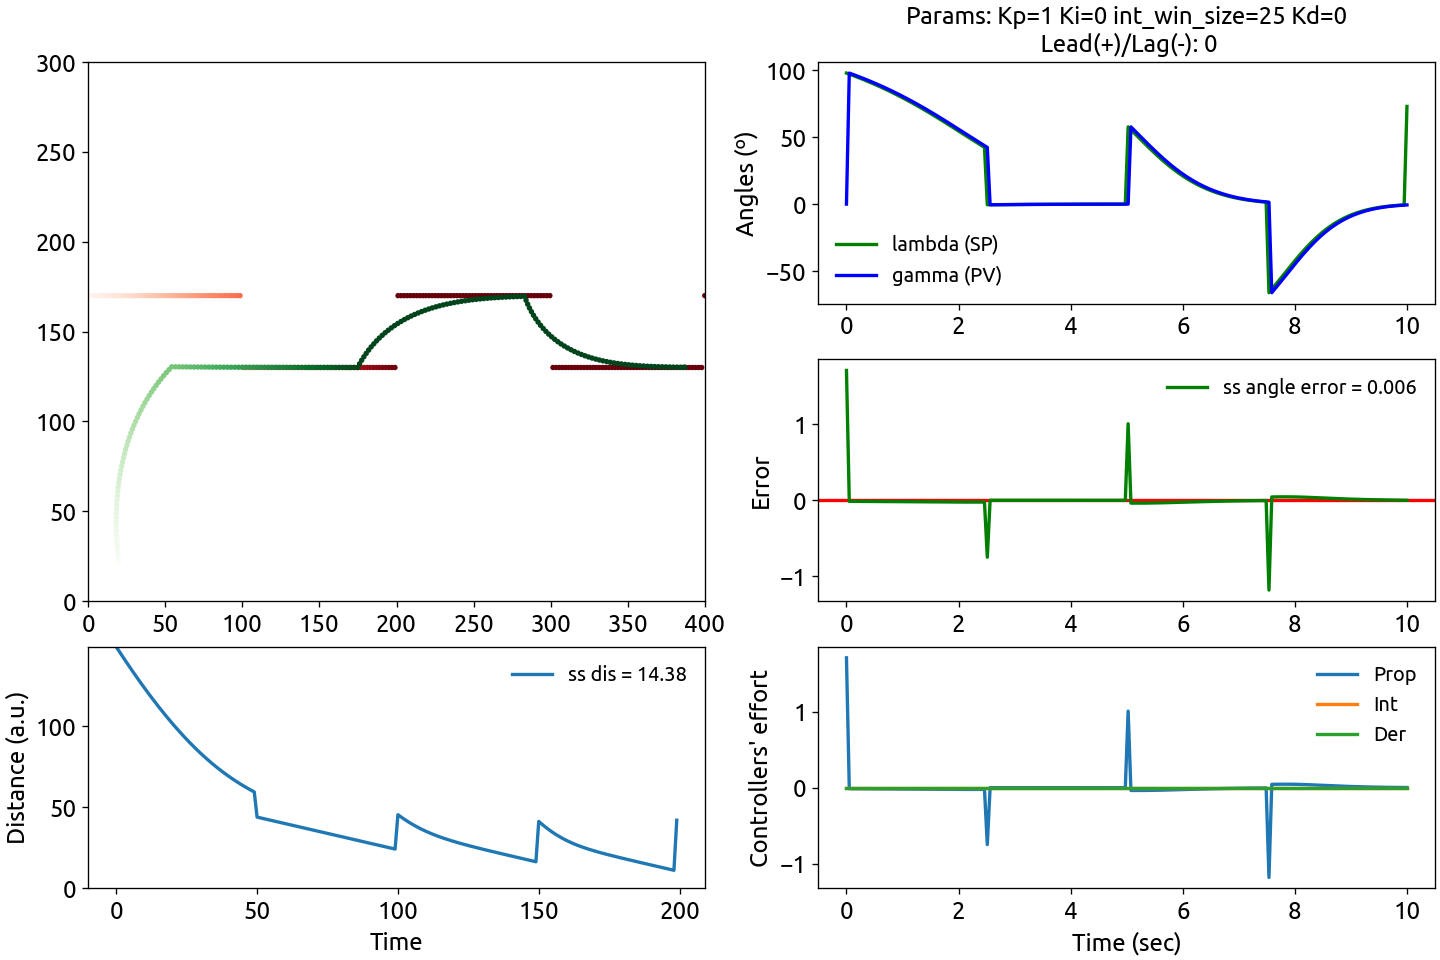 Params: Kp=1 Ki=0 int_win_size=25 Kd=0
Lead(+)/Lag(-): 0
300
250
200
150
100
50
0
0 50 100 150 200 250 300 350 400
Angles (º)
100
50
0
−50
lambda (SP)
gamma (PV)
0 2 4 6 8 10
Error
1
0
−1
ss angle error = 0.006
0 2 4 6 8 10
Distance (a.u.)
100
50
0
ss dis = 14.38
0 50 100 150 200
Time
Controllers' effort
1
0
−1
Prop
Int
Der
0 2 4 6 8 10
Time (sec)